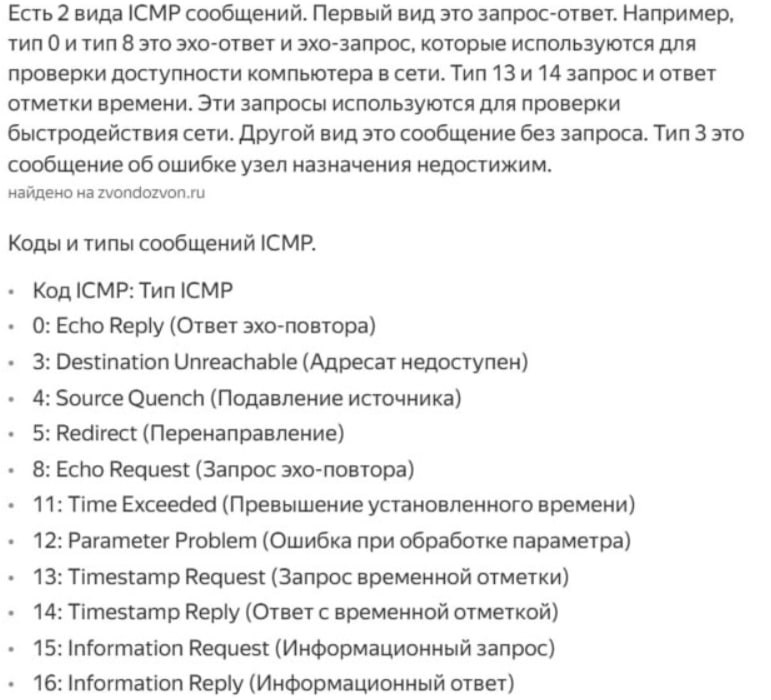 Есть 2 вида ICMP сообщений. Первый вид это запрос-ответ. Например,
тип 0 и тип 8 это эхо-ответ и эхо-запрос, которые используются для
проверки доступности компьютера в сети. Тип 13 и 14 запрос и ответ
отметки времени. Эти запросы используются для проверки
быстродействия сети. Другой вид это сообщение без запроса. Тип 3 это
сообщение об ошибке узел назначения недостижим.
найдено на zvondozvon.ru
Коды и типы сообщений ICMP.
• Код ICMP: Тип ICMP
• 0: Echo Reply (Ответ эхо-повтора)
• 3: Destination Unreachable (Адресат недоступен)
• 4: Source Quench (Подавление источника)
• 5: Redirect (Перенаправление)
• 8: Echo Request (Запрос эхо-повтора)
• 11: Time Exceeded (Превышение установленного времени)
• 12: Parameter Problem (Ошибка при обработке параметра)
• 13: Timestamp Request (Запрос временной отметки)
• 14: Timestamp Reply (Ответ с временной отметкой)
• 15: Information Request (Информационный запрос)
• 16: Information Reply (Информационный ответ)